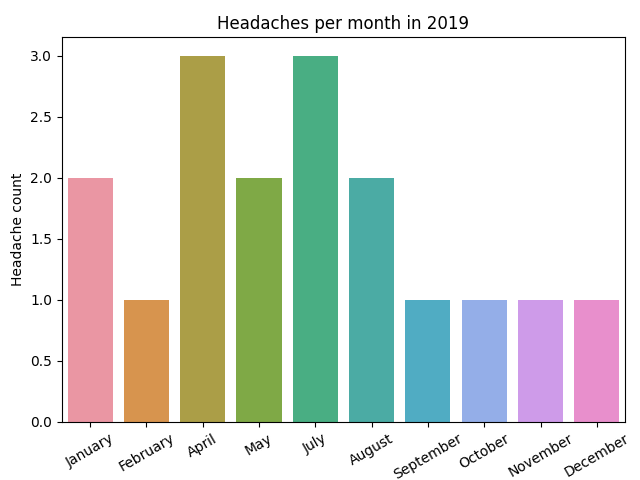 Headaches per month in 2019
Headache count
3.0
2.5
2.0
1.5
1.0
0.5
0.0
January
February
April
May
July
August
September
October
November
December